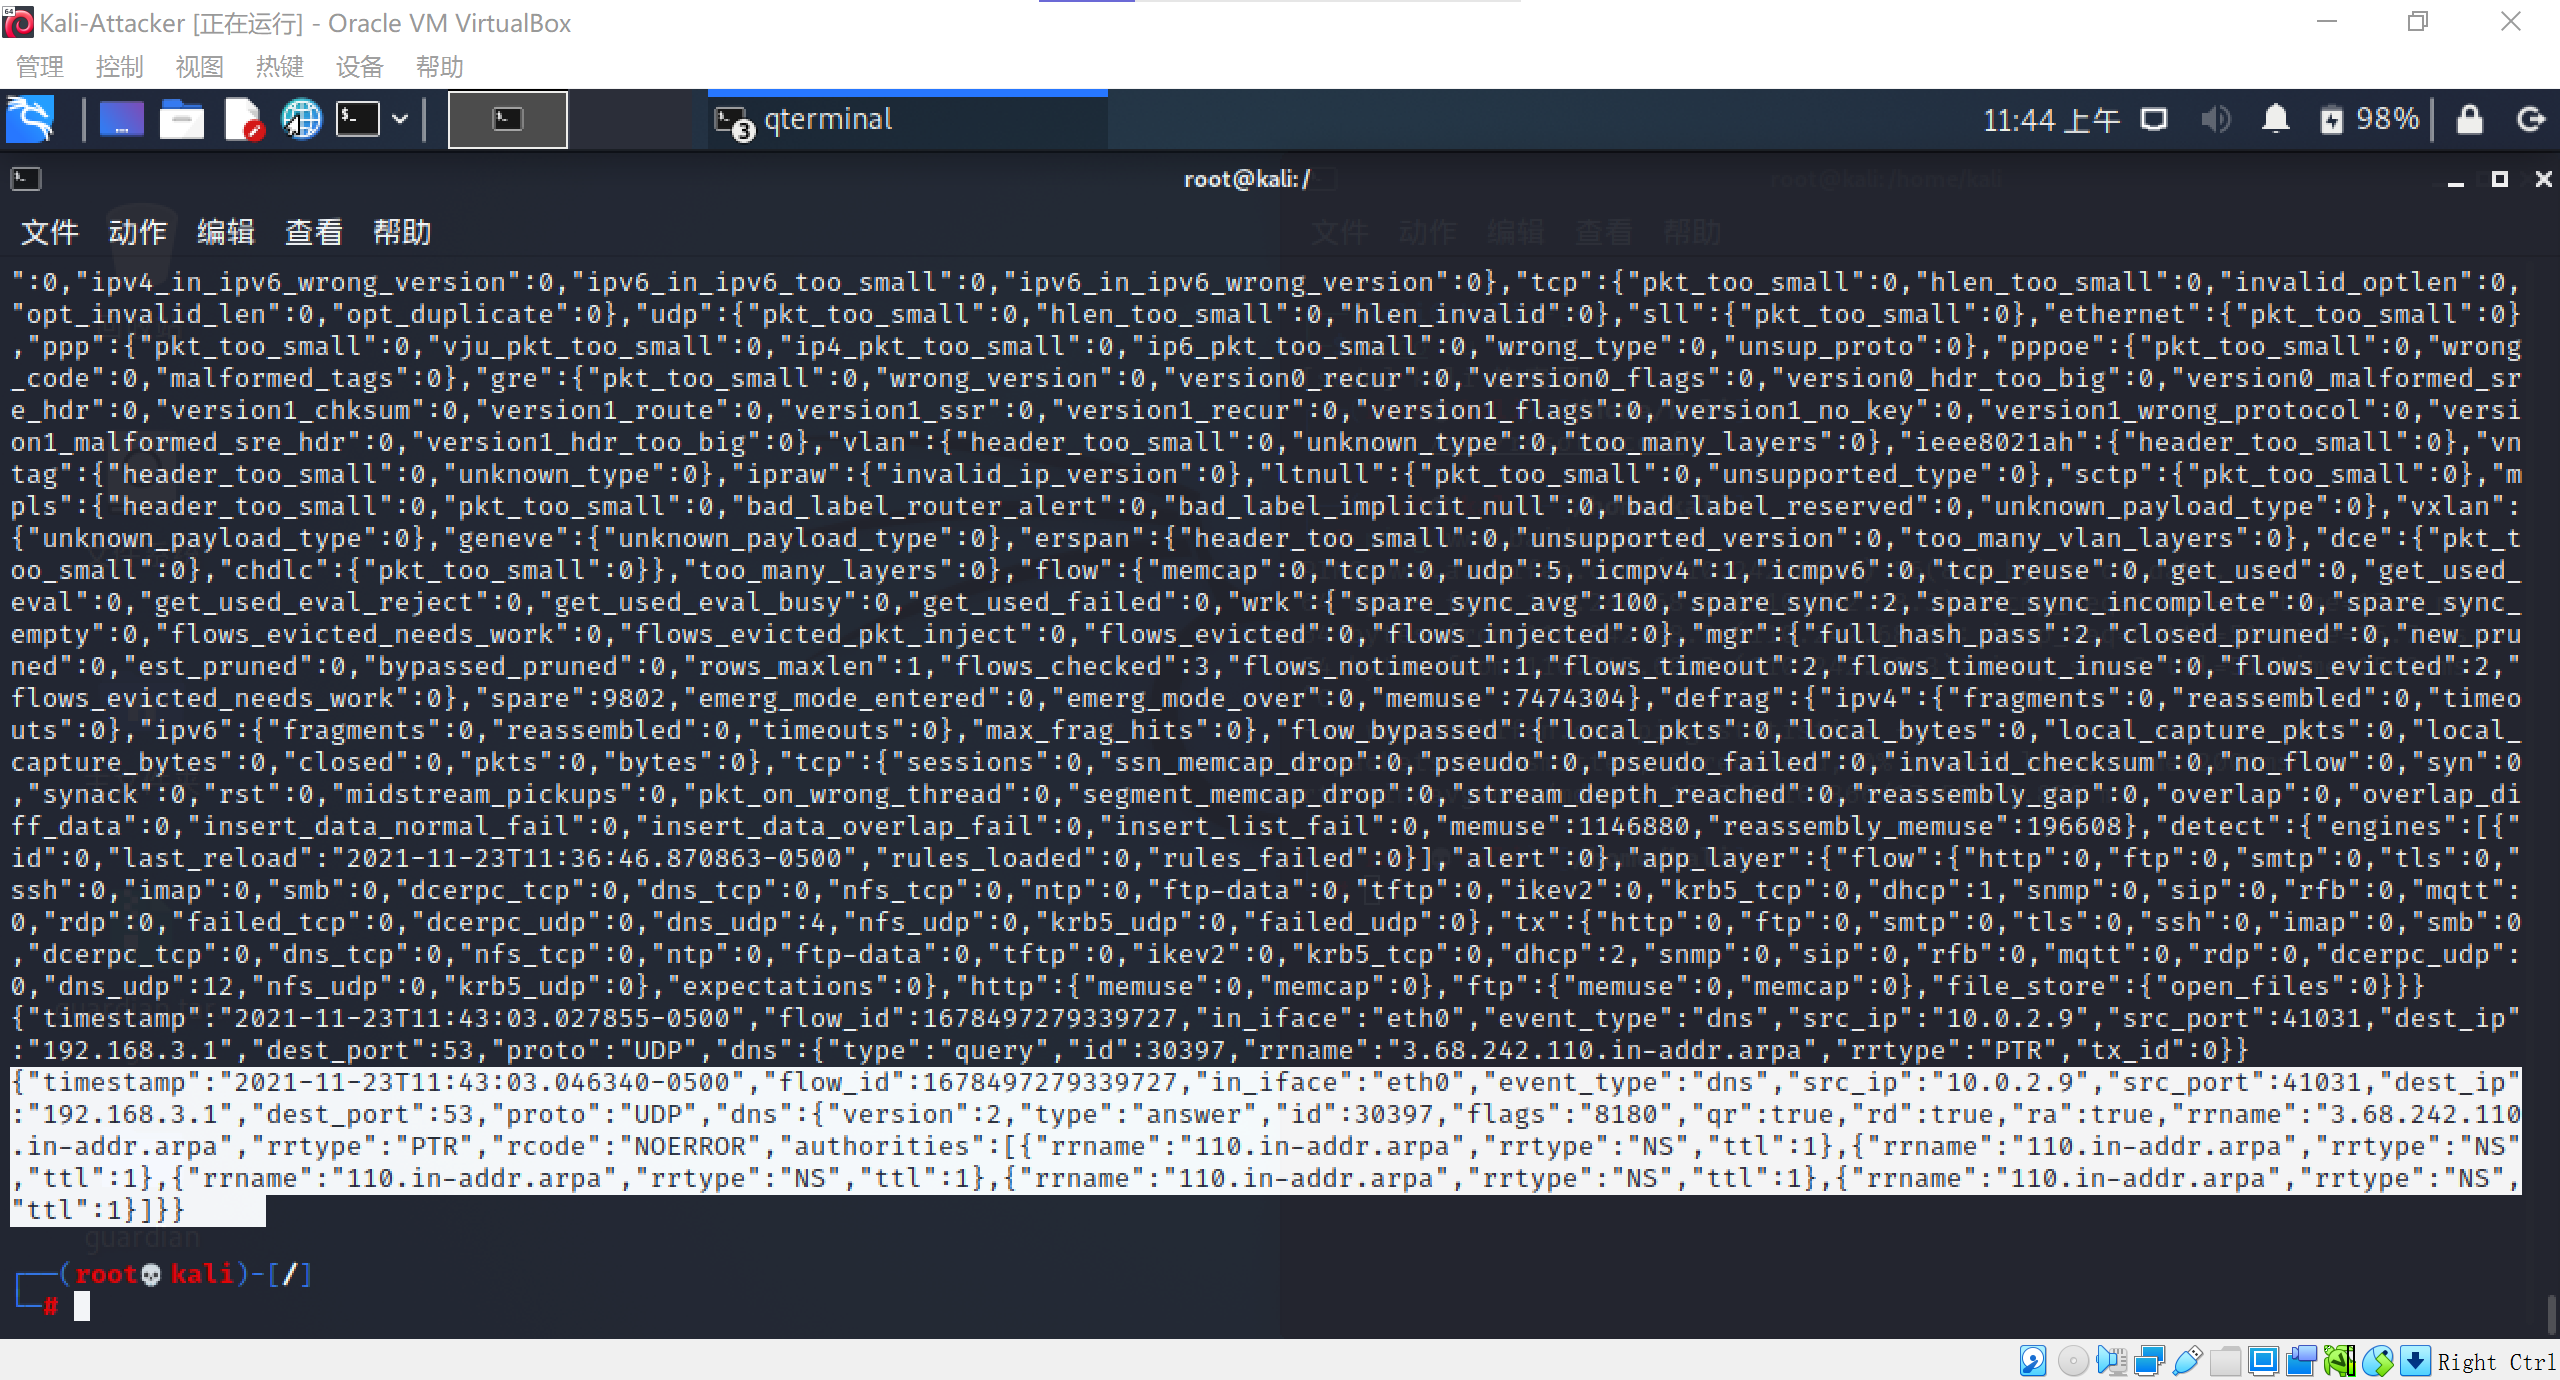 Kali-Attacker [正在运行] - Oracle VM VirtualBox
管理 控制 视图 热键 设备 帮助
qterminal 11:44 上午 98%
root@kali: /
文件 动作 编辑 查看 帮助
":0,"ipv4_in_ipv6_wrong_version":0,"ipv6_in_ipv6_too_small":0,"ipv6_in_ipv6_wrong_version":0},"tcp":{"pkt_too_small":0,"hlen_too_small":0,"invalid_optlen":0,
"opt_invalid_len":0,"opt_duplicate":0},"udp":{"pkt_too_small":0,"hlen_too_small":0,"hlen_invalid":0},"sll":{"pkt_too_small":0},"ethernet":{"pkt_too_small":0}
,"ppp":{"pkt_too_small":0,"vju_pkt_too_small":0,"ip4_pkt_too_small":0,"ip6_pkt_too_small":0,"wrong_type":0,"unsup_proto":0},"pppoe":{"pkt_too_small":0,"wrong
_code":0,"malformed_tags":0},"gre":{"pkt_too_small":0,"wrong_version":0,"version0_recur":0,"version0_flags":0,"version0_hdr_too_big":0,"version0_malformed_sr
e_hdr":0,"version1_chksum":0,"version1_route":0,"version1_ssr":0,"version1_recur":0,"version1_flags":0,"version1_no_key":0,"version1_wrong_protocol":0,"versi
on1_malformed_sre_hdr":0,"version1_hdr_too_big":0},"vlan":{"header_too_small":0,"unknown_type":0,"too_many_layers":0},"ieee8021ah":{"header_too_small":0},"vn
tag":{"header_too_small":0,"unknown_type":0},"ipraw":{"invalid_ip_version":0},"ltnull":{"pkt_too_small":0,"unsupported_type":0},"sctp":{"pkt_too_small":0},"m
pls":{"header_too_small":0,"pkt_too_small":0,"bad_label_router_alert":0,"bad_label_implicit_null":0,"bad_label_reserved":0,"unknown_payload_type":0},"vxlan":
{"unknown_payload_type":0},"geneve":{"unknown_payload_type":0},"erspan":{"header_too_small":0,"unsupported_version":0,"too_many_vlan_layers":0},"dce":{"pkt_t
oo_small":0},"chdlc":{"pkt_too_small":0}},"too_many_layers":0},"flow":{"memcap":0,"tcp":0,"udp":5,"icmpv4":1,"icmpv6":0,"tcp_reuse":0,"get_used":0,"get_used_
eval":0,"get_used_eval_reject":0,"get_used_eval_busy":0,"get_used_failed":0,"wrk":{"spare_sync_avg":100,"spare_sync":2,"spare_sync_incomplete":0,"spare_sync_
empty":0,"flows_evicted_needs_work":0,"flows_evicted_pkt_inject":0,"flows_evicted":0,"flows_injected":0},"mgr":{"full_hash_pass":2,"closed_pruned":0,"new_pru
ned":0,"est_pruned":0,"bypassed_pruned":0,"rows_maxlen":1,"flows_checked":3,"flows_notimeout":1,"flows_timeout":2,"flows_timeout_inuse":0,"flows_evicted":2,"
flows_evicted_needs_work":0},"spare":9802,"emerg_mode_entered":0,"emerg_mode_over":0,"memuse":7474304},"defrag":{"ipv4":{"fragments":0,"reassembled":0,"timeo
uts":0},"ipv6":{"fragments":0,"reassembled":0,"timeouts":0},"max_frag_hits":0},"flow_bypassed":{"local_pkts":0,"local_bytes":0,"local_capture_pkts":0,"local_
capture_bytes":0,"closed":0,"pkts":0,"bytes":0},"tcp":{"sessions":0,"ssn_memcap_drop":0,"pseudo":0,"pseudo_failed":0,"invalid_checksum":0,"no_flow":0,"syn":0
,"synack":0,"rst":0,"midstream_pickups":0,"pkt_on_wrong_thread":0,"segment_memcap_drop":0,"stream_depth_reached":0,"reassembly_gap":0,"overlap":0,"overlap_di
ff_data":0,"insert_data_normal_fail":0,"insert_data_overlap_fail":0,"insert_list_fail":0,"memuse":1146880,"reassembly_memuse":196608},"detect":{"engines":[{"
id":0,"last_reload":"2021-11-23T11:36:46.870863-0500","rules_loaded":0,"rules_failed":0}],"alert":0},"app_layer":{"flow":{"http":0,"ftp":0,"smtp":0,"tls":0,"
ssh":0,"imap":0,"smb":0,"dcerpc_tcp":0,"dns_tcp":0,"nfs_tcp":0,"ntp":0,"ftp-data":0,"tftp":0,"ikev2":0,"krb5_tcp":0,"dhcp":1,"snmp":0,"sip":0,"rfb":0,"mqtt":
0,"rdp":0,"failed_tcp":0,"dcerpc_udp":0,"dns_udp":4,"nfs_udp":0,"krb5_udp":0,"failed_udp":0},"tx":{"http":0,"ftp":0,"smtp":0,"tls":0,"ssh":0,"imap":0,"smb":0
,"dcerpc_tcp":0,"dns_tcp":0,"nfs_tcp":0,"ntp":0,"ftp-data":0,"tftp":0,"ikev2":0,"krb5_tcp":0,"dhcp":2,"snmp":0,"sip":0,"rfb":0,"mqtt":0,"rdp":0,"dcerpc_udp":
0,"dns_udp":12,"nfs_udp":0,"krb5_udp":0},"expectations":0},"http":{"memuse":0,"memcap":0},"ftp":{"memuse":0,"memcap":0},"file_store":{"open_files":0}}}
{"timestamp":"2021-11-23T11:43:03.027855-0500","flow_id":1678497279339727,"in_iface":"eth0","event_type":"dns","src_ip":"10.0.2.9","src_port":41031,"dest_ip"
:"192.168.3.1","dest_port":53,"proto":"UDP","dns":{"type":"query","id":30397,"rrname":"3.68.242.110.in-addr.arpa","rrtype":"PTR","tx_id":0}}
{"timestamp":"2021-11-23T11:43:03.046340-0500","flow_id":1678497279339727,"in_iface":"eth0","event_type":"dns","src_ip":"10.0.2.9","src_port":41031,"dest_ip"
:"192.168.3.1","dest_port":53,"proto":"UDP","dns":{"version":2,"type":"answer","id":30397,"flags":"8180","qr":true,"rd":true,"ra":true,"rrname":"3.68.242.110
.in-addr.arpa","rrtype":"PTR","rcode":"NOERROR","authorities":[{"rrname":"110.in-addr.arpa","rrtype":"NS","ttl":1},{"rrname":"110.in-addr.arpa","rrtype":"NS"
,"ttl":1},{"rrname":"110.in-addr.arpa","rrtype":"NS","ttl":1},{"rrname":"110.in-addr.arpa","rrtype":"NS","ttl":1},{"rrname":"110.in-addr.arpa","rrtype":"NS",
"ttl":1}]}}
guardian
(root💀kali)-[/]
#
Right Ctrl